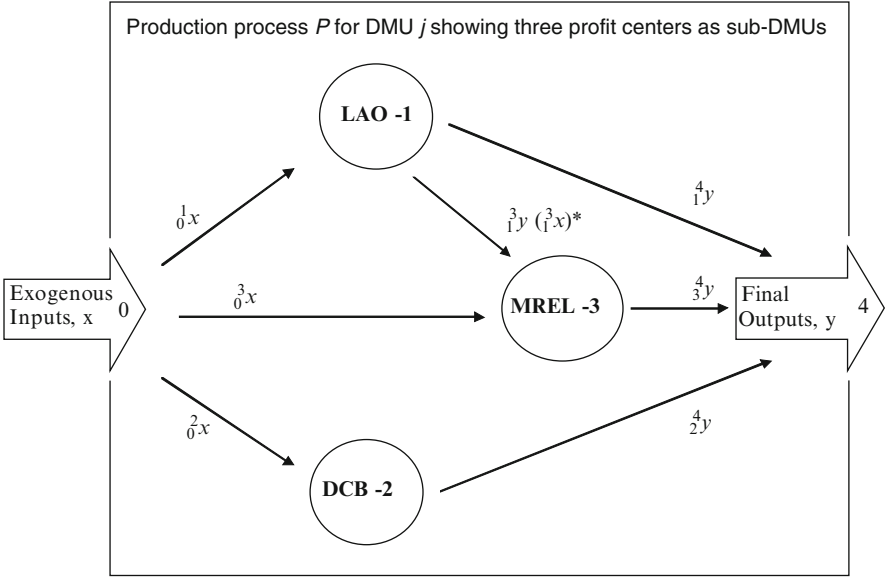 Production process P for DMU j showing three profit centers as sub-DMUs
LAO -1
₀¹x
₁³y (₁³x)*
₁⁴y
Exogenous
Inputs, x 0
₀³x
MREL -3
₃⁴y
Final
Outputs, y
4
₀²x
DCB -2
₂⁴y